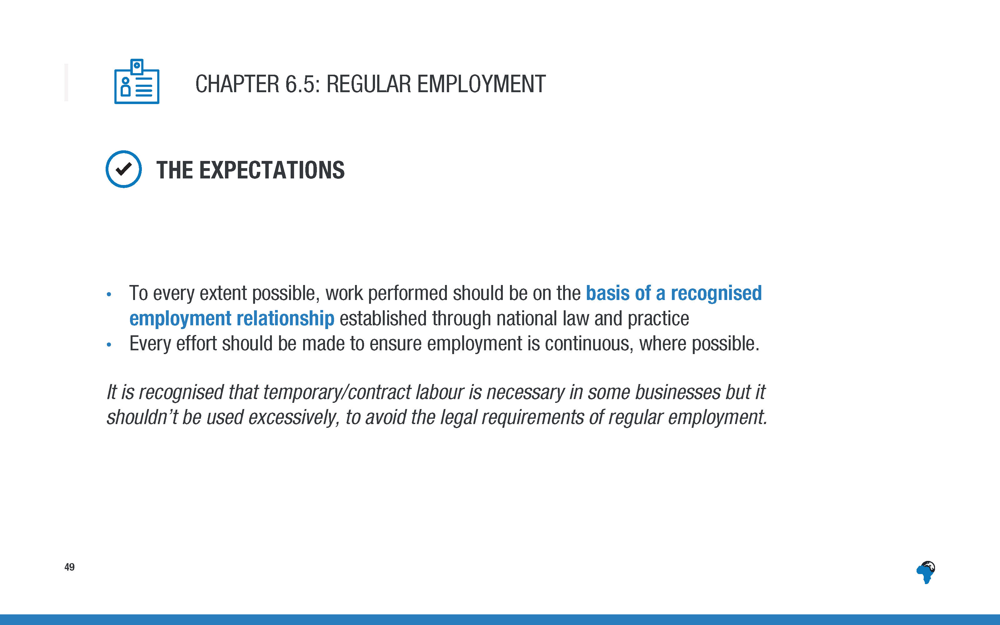 CHAPTER 6.5: REGULAR EMPLOYMENT
THE EXPECTATIONS
• To every extent possible, work performed should be on the basis of a recognised
employment relationship established through national law and practice
• Every effort should be made to ensure employment is continuous, where possible.
It is recognised that temporary/contract labour is necessary in some businesses but it
shouldn’t be used excessively, to avoid the legal requirements of regular employment.
49